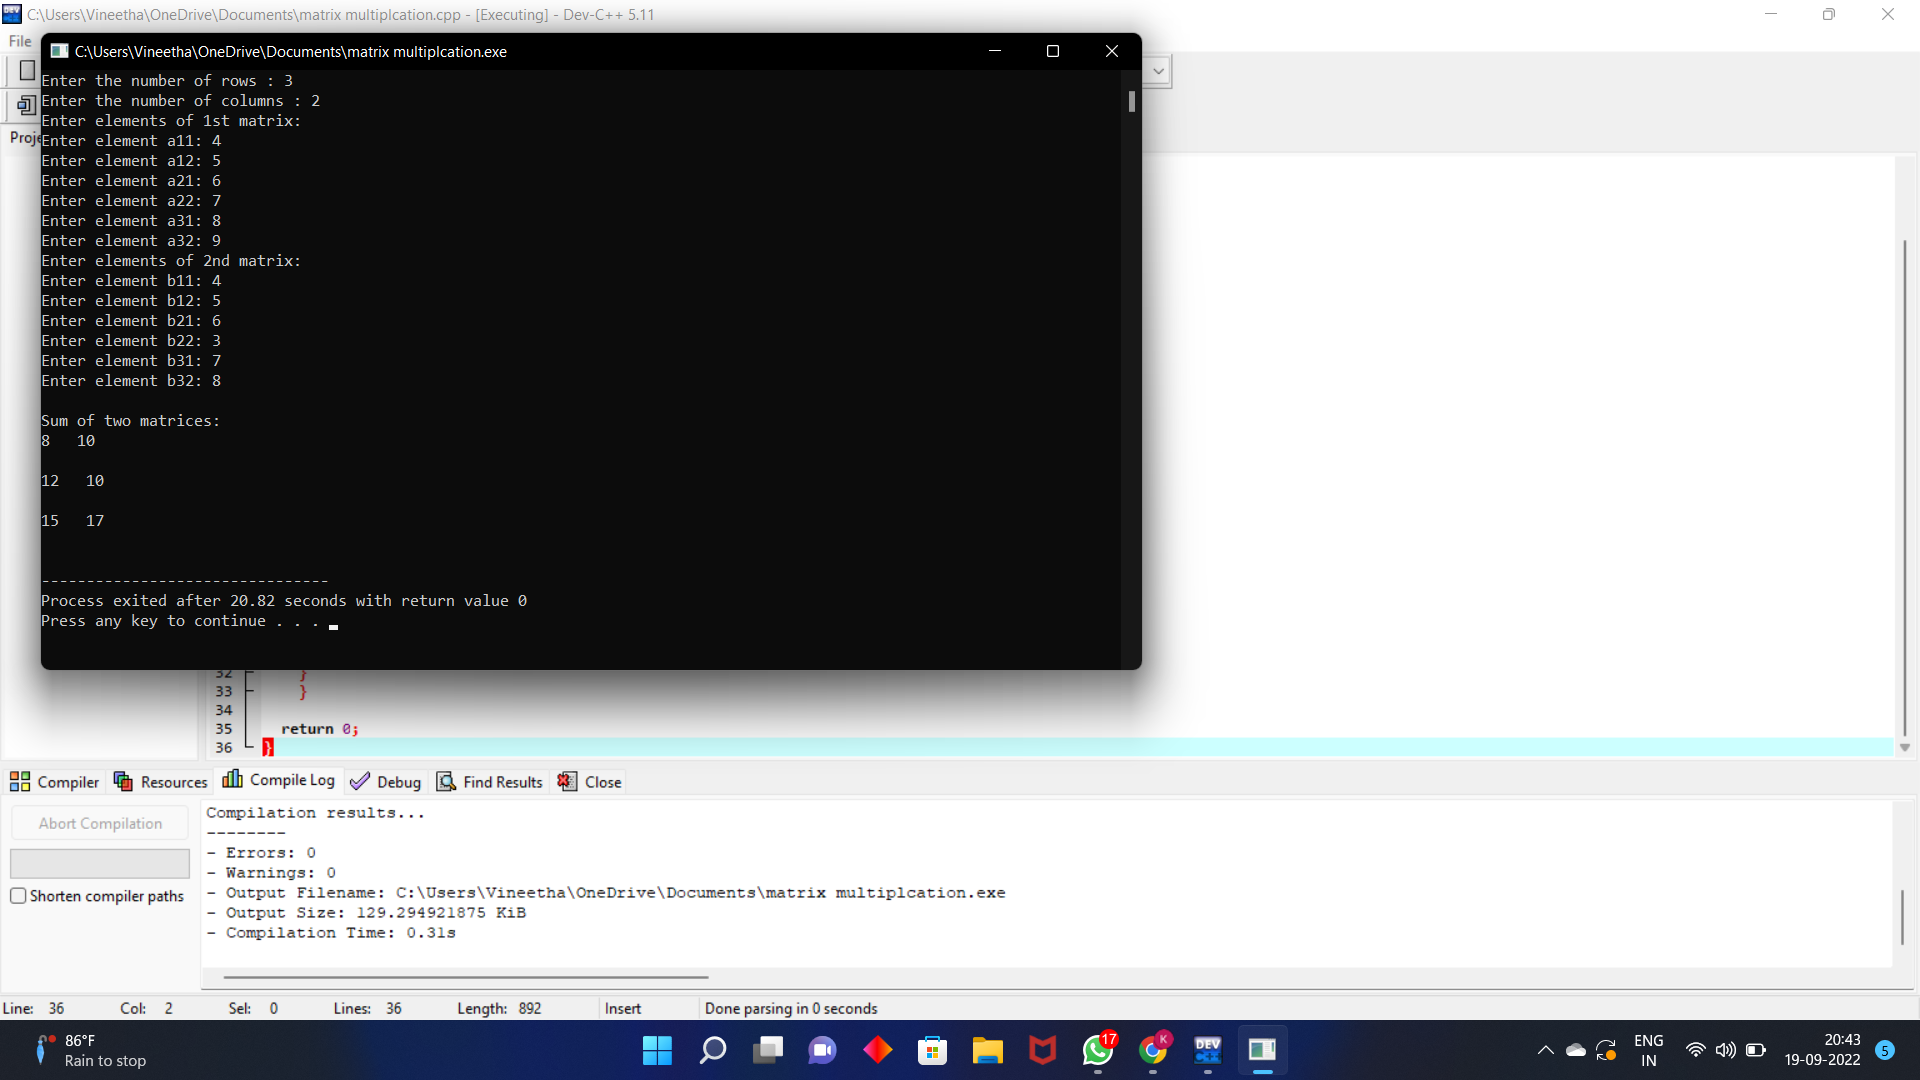 C:\Users\Vineetha\OneDrive\Documents\matrix multiplcation.cpp - [Executing] - Dev-C++ 5.11
File
C:\Users\Vineetha\OneDrive\Documents\matrix multiplcation.exe
Proje
Enter the number of rows : 3
Enter the number of columns : 2
Enter elements of 1st matrix:
Enter element a11: 4
Enter element a12: 5
Enter element a21: 6
Enter element a22: 7
Enter element a31: 8
Enter element a32: 9
Enter elements of 2nd matrix:
Enter element b11: 4
Enter element b12: 5
Enter element b21: 6
Enter element b22: 3
Enter element b31: 7
Enter element b32: 8
Sum of two matrices:
8   10
12   10
15   17
--------------------------------
Process exited after 20.82 seconds with return value 0
Press any key to continue . . .
32 }
33 }
34
35 return 0;
36 }
Compiler Resources Compile Log Debug Find Results Close
Abort Compilation
Shorten compiler paths
Compilation results...
--------
- Errors: 0
- Warnings: 0
- Output Filename: C:\Users\Vineetha\OneDrive\Documents\matrix multiplcation.exe
- Output Size: 129.294921875 KiB
- Compilation Time: 0.31s
Line: 36 Col: 2 Sel: 0 Lines: 36 Length: 892 Insert Done parsing in 0 seconds
86°F
Rain to stop
17
K
DEV
C++
ENG
IN
20:43
19-09-2022
5